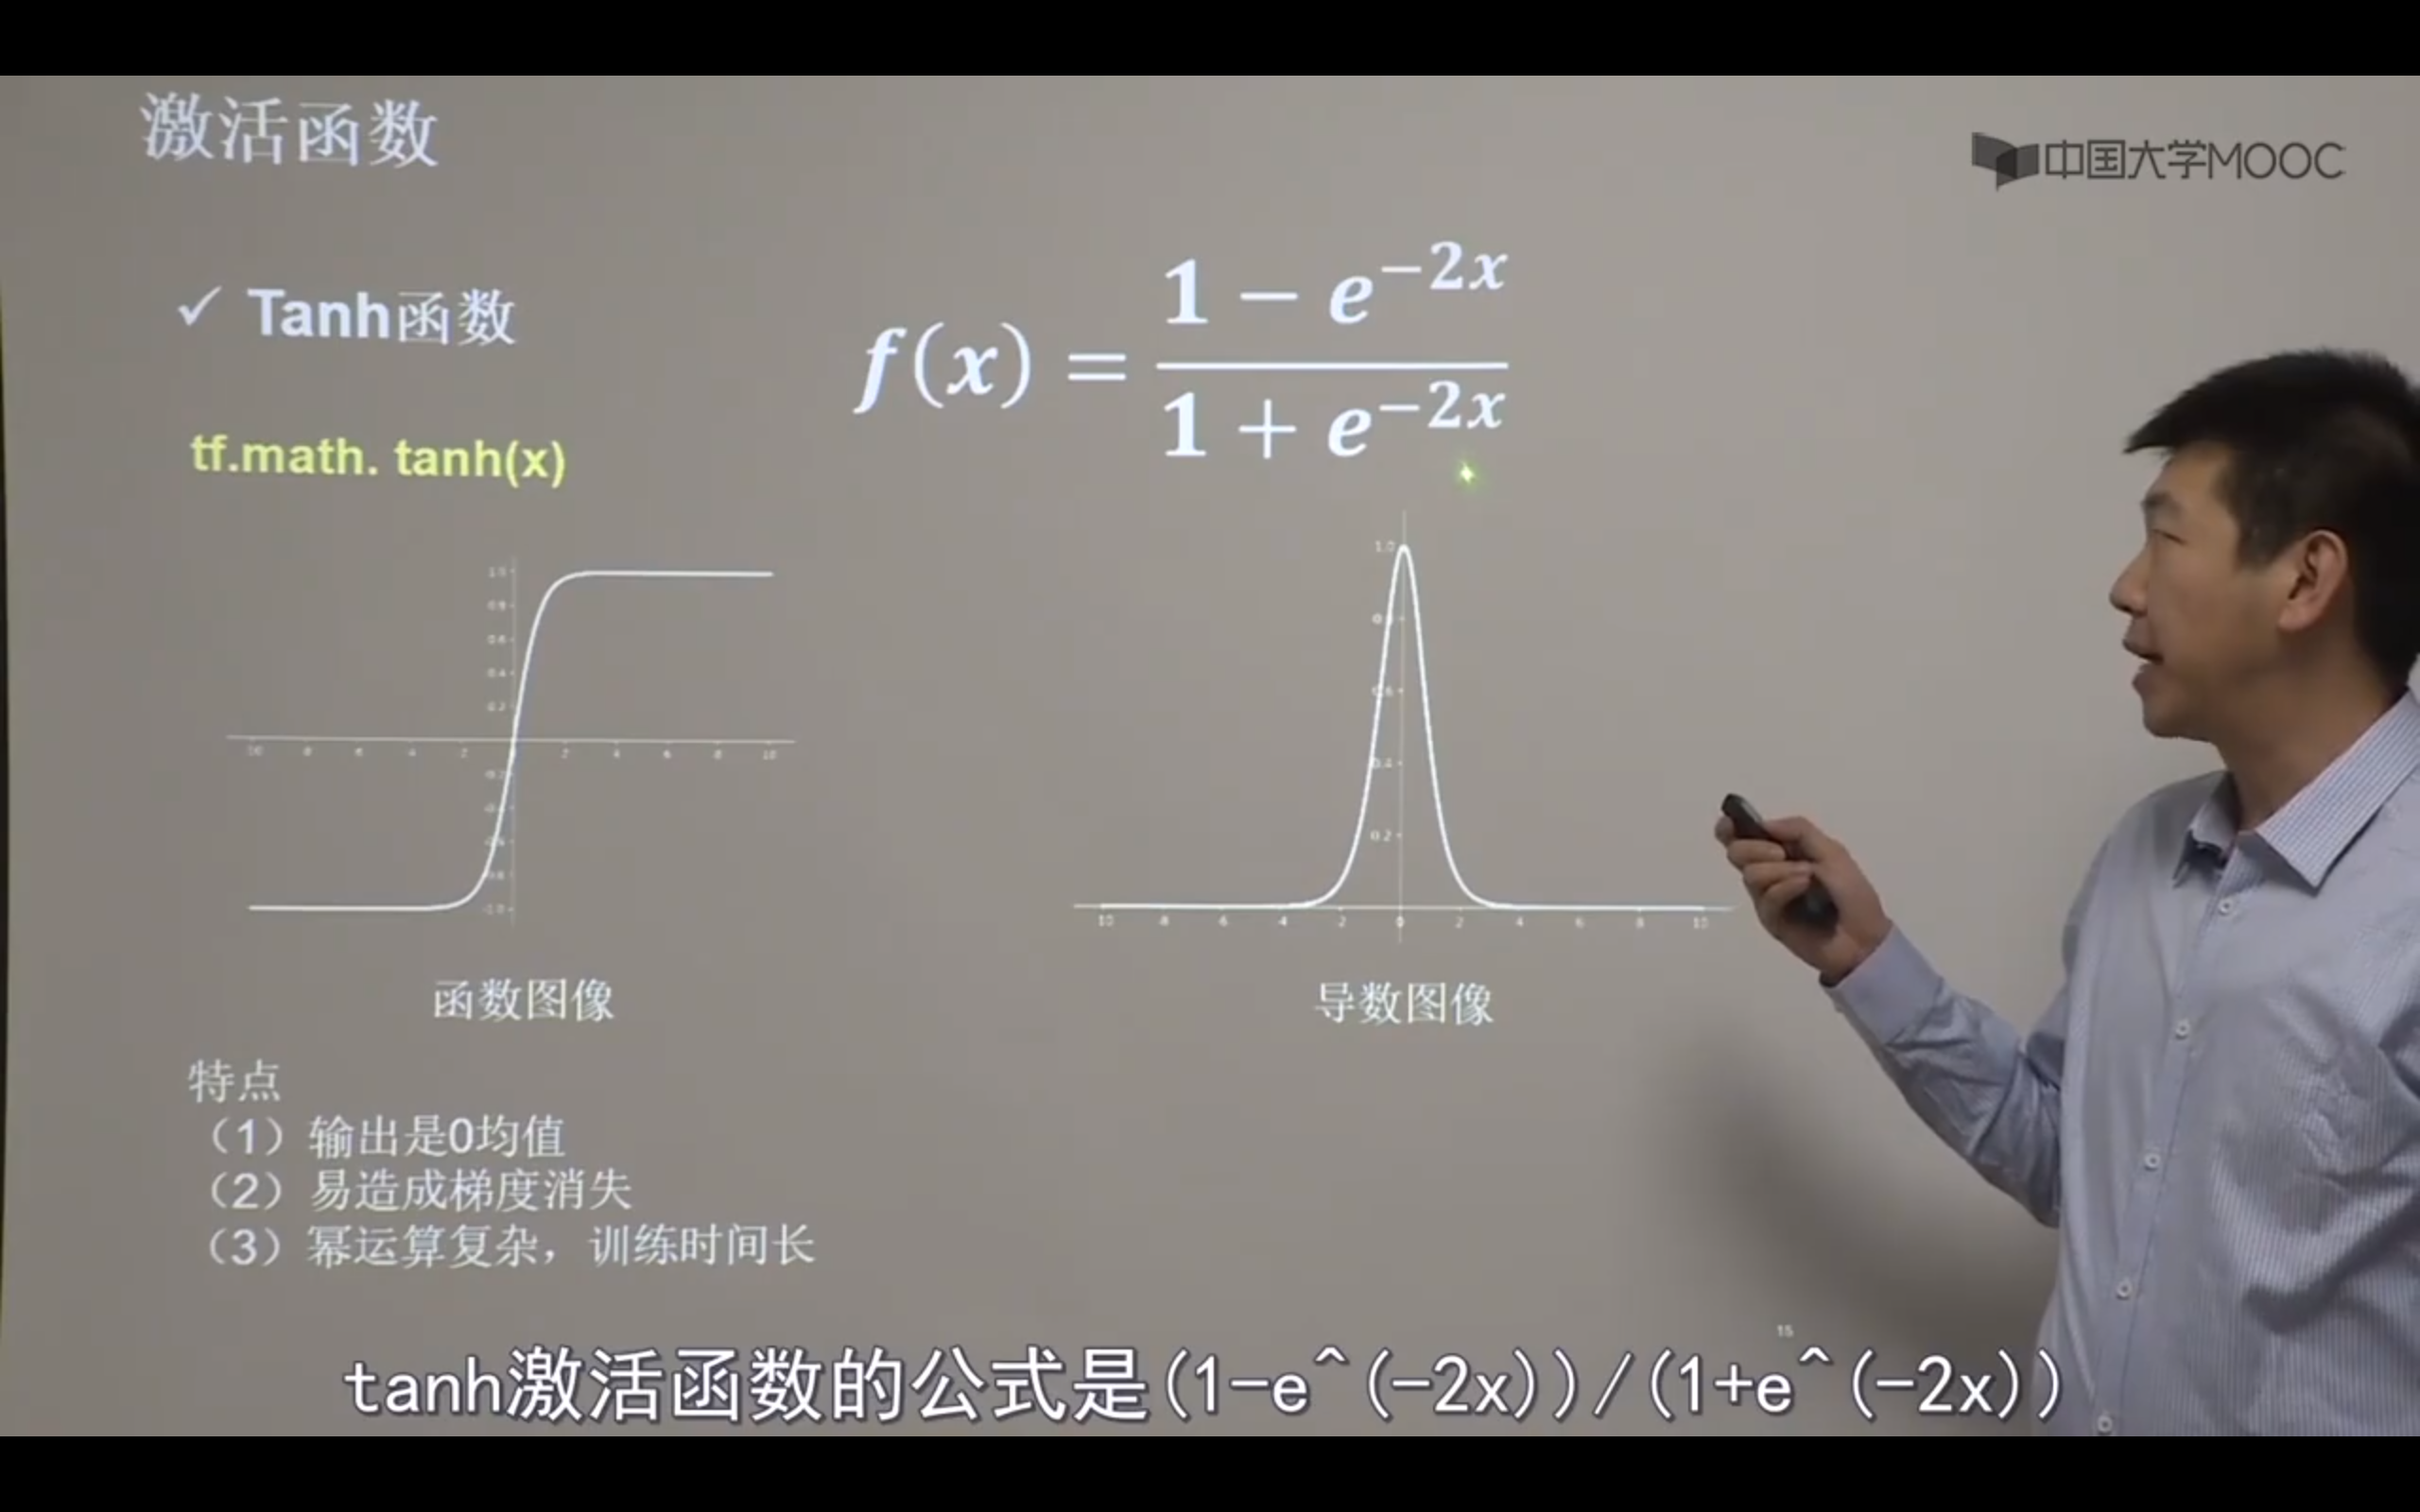 激活函数
中国大学MOOC
✓ Tanh函数
f(x) = \frac{1 - e^{-2x}}{1 + e^{-2x}}
tf.math. tanh(x)
函数图像
导数图像
特点
（1）输出是0均值
（2）易造成梯度消失
（3）幂运算复杂，训练时间长
15
tanh激活函数的公式是(1-e^(-2x))/(1+e^(-2x))